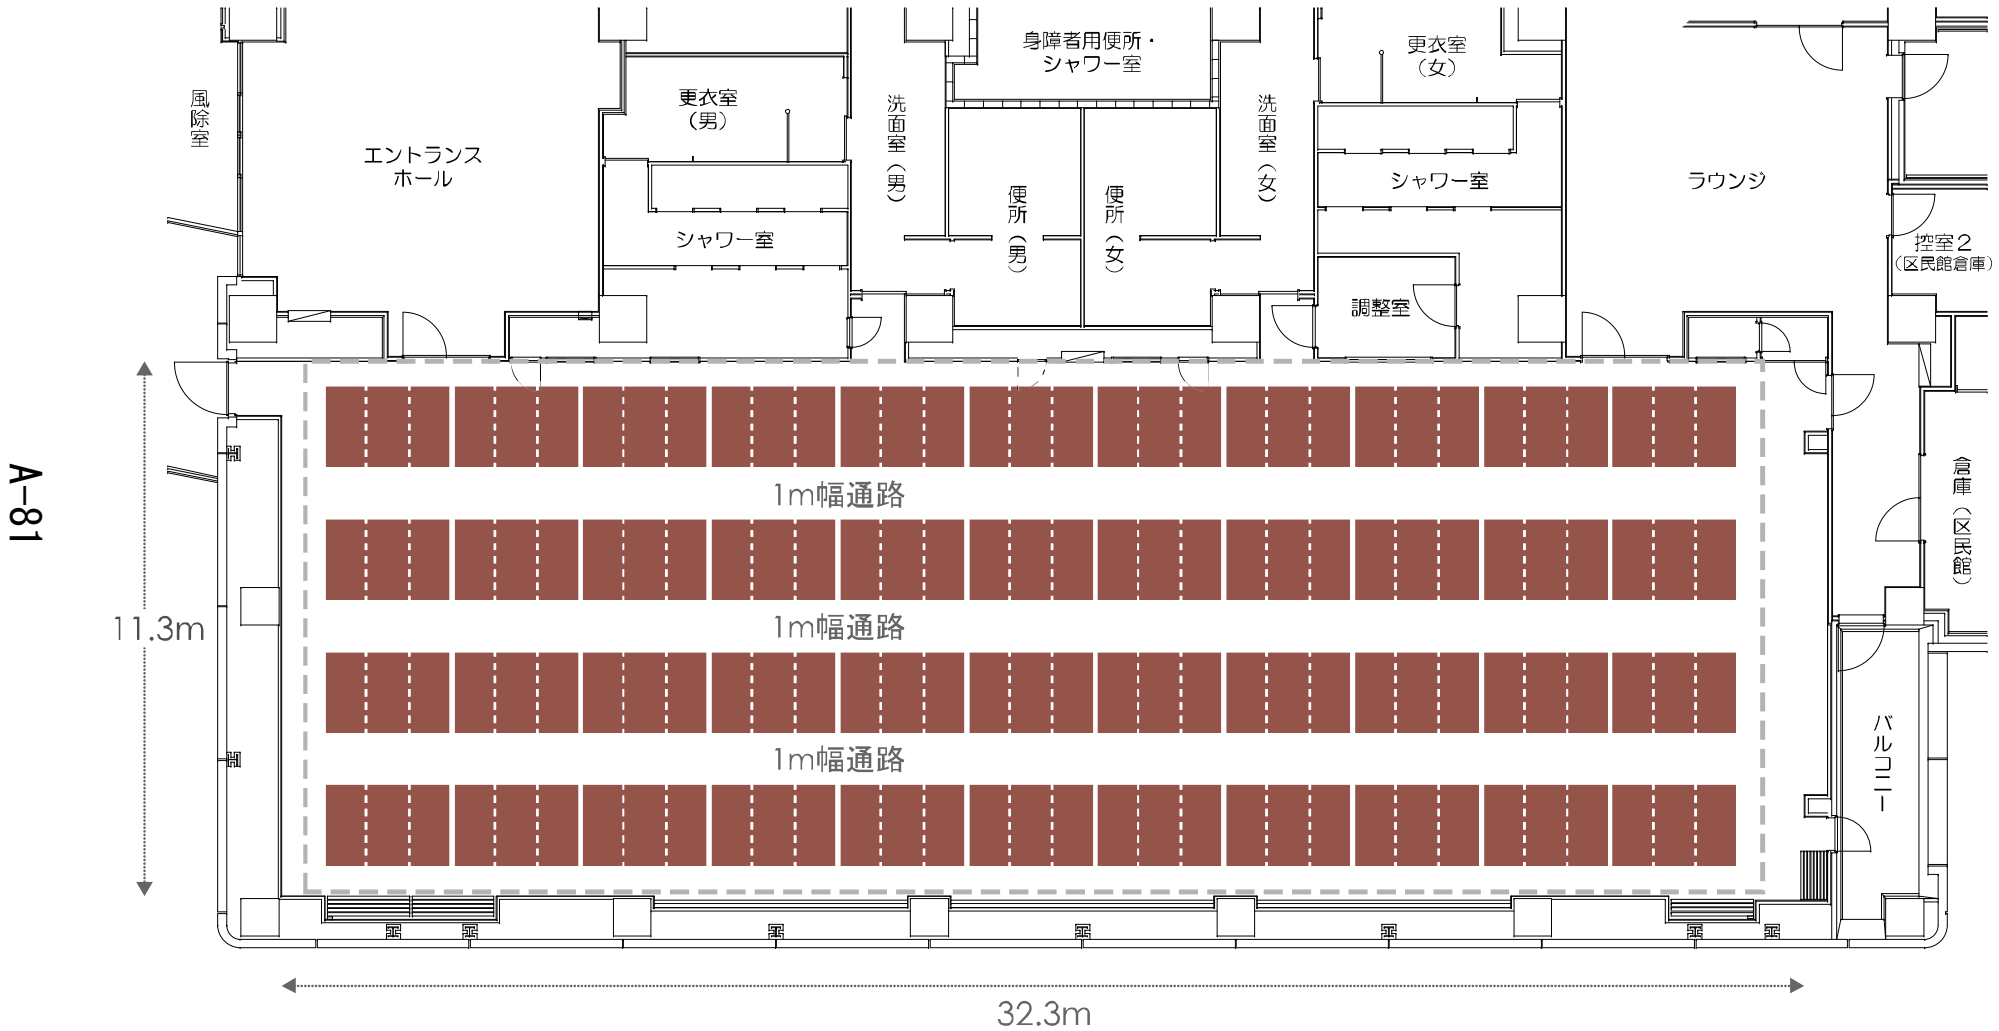 身障者用便所・
シャワー室
更衣室
（女）
風除室
更衣室
（男）
洗面室（男）
洗面室（女）
エントランス
ホール
便所（男）
便所（女）
シャワー室
ラウンジ
シャワー室
控室2
（区民館倉庫）
調整室
1m幅通路
A-81
倉庫（区民館）
11.3m
1m幅通路
1m幅通路
バルコニー
32.3m